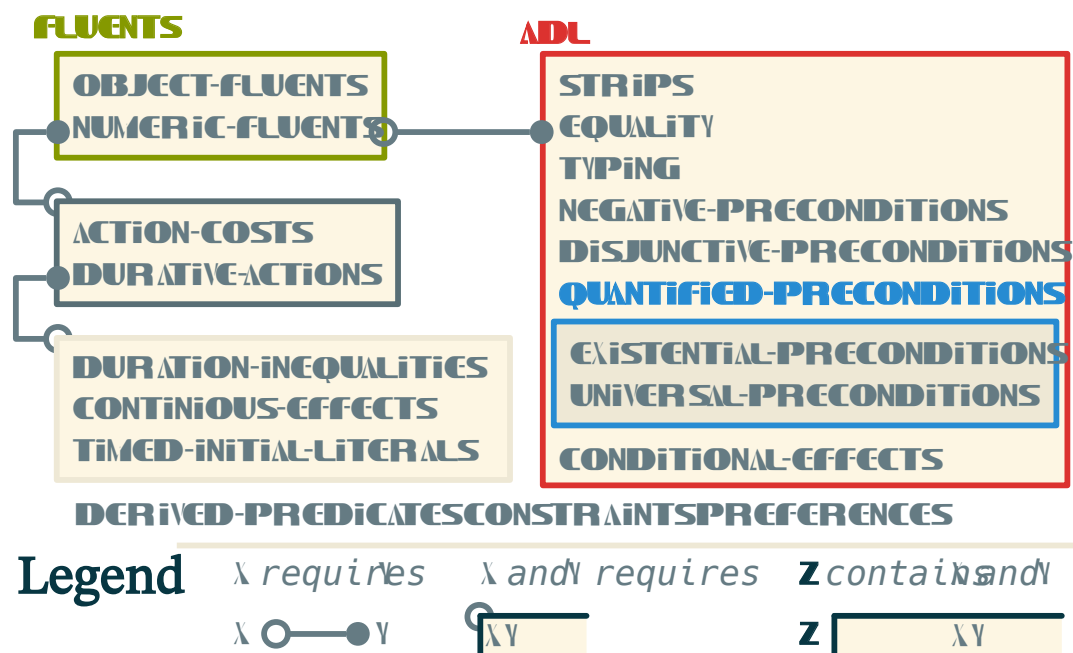 FLUENTS
OBJECT-FLUENTS
NUMERiC-FLUENTS
ACTiON-COSTS
DURATiVE-ACTiONS
DURATiON-iNEQUALiTiES
CONTiNiOUS-EFFECTS
TiMED-iNiTiAL-LiTERALS
ADL
STRiPS
EQUALiTY
TYPiNG
NEGATiVE-PRECONDiTiONS
DiSJUNCTiVE-PRECONDiTiONS
QUANTiFiED-PRECONDiTiONS
EXiSTENTiAL-PRECONDiTiONS
UNiVERSAL-PRECONDiTiONS
CONDiTiONAL-EFFECTS
DERiVED-PREDiCATESCONSTRAiNTSPREFERENCES
Legend
X requires Y
X and Y requires
Z contains X and Y
X Y
X Y
Z X Y